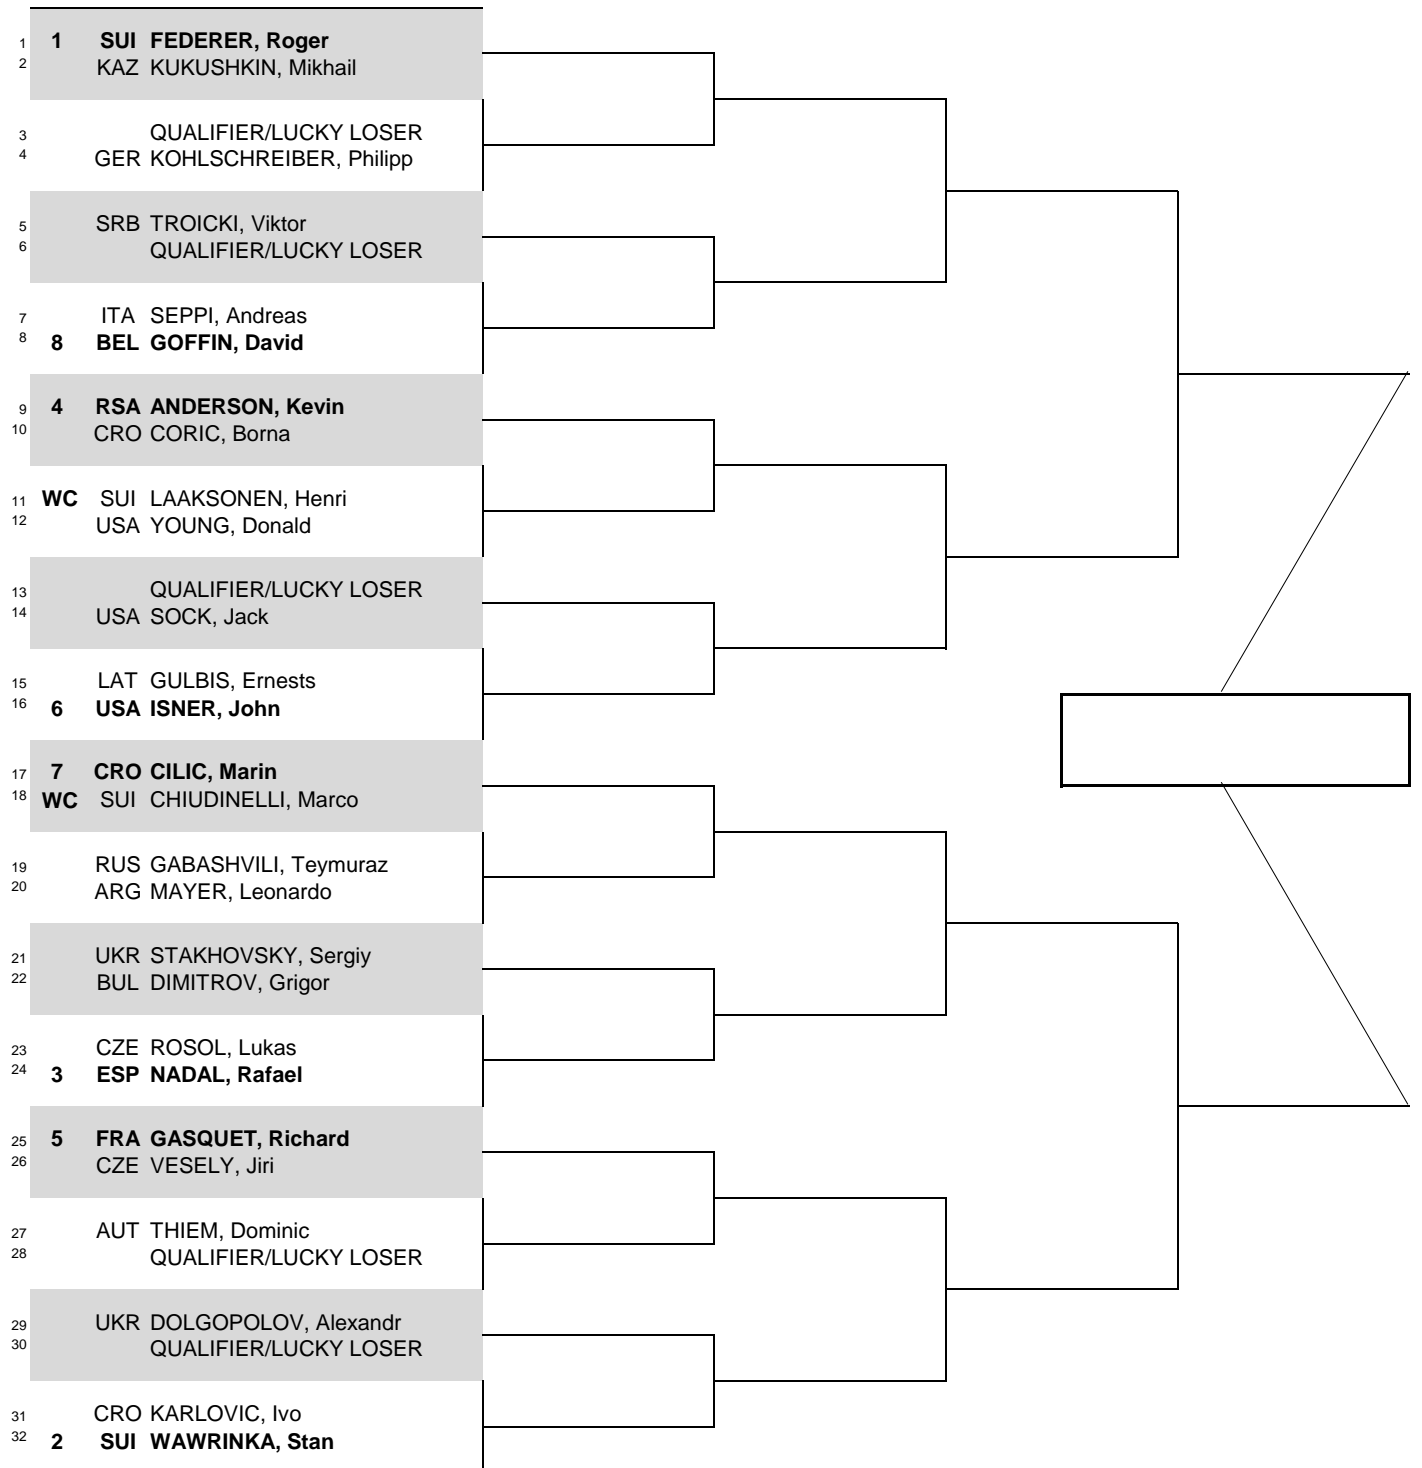 1 1 SUI FEDERER, Roger
2 KAZ KUKUSHKIN, Mikhail
3 QUALIFIER/LUCKY LOSER
4 GER KOHLSCHREIBER, Philipp
5 SRB TROICKI, Viktor
6 QUALIFIER/LUCKY LOSER
7 ITA SEPPI, Andreas
8 8 BEL GOFFIN, David
9 4 RSA ANDERSON, Kevin
10 CRO CORIC, Borna
11 WC SUI LAAKSONEN, Henri
12 USA YOUNG, Donald
13 QUALIFIER/LUCKY LOSER
14 USA SOCK, Jack
15 LAT GULBIS, Ernests
16 6 USA ISNER, John
17 7 CRO CILIC, Marin
18 WC SUI CHIUDINELLI, Marco
19 RUS GABASHVILI, Teymuraz
20 ARG MAYER, Leonardo
21 UKR STAKHOVSKY, Sergiy
22 BUL DIMITROV, Grigor
23 CZE ROSOL, Lukas
24 3 ESP NADAL, Rafael
25 5 FRA GASQUET, Richard
26 CZE VESELY, Jiri
27 AUT THIEM, Dominic
28 QUALIFIER/LUCKY LOSER
29 UKR DOLGOPOLOV, Alexandr
30 QUALIFIER/LUCKY LOSER
31 CRO KARLOVIC, Ivo
32 2 SUI WAWRINKA, Stan